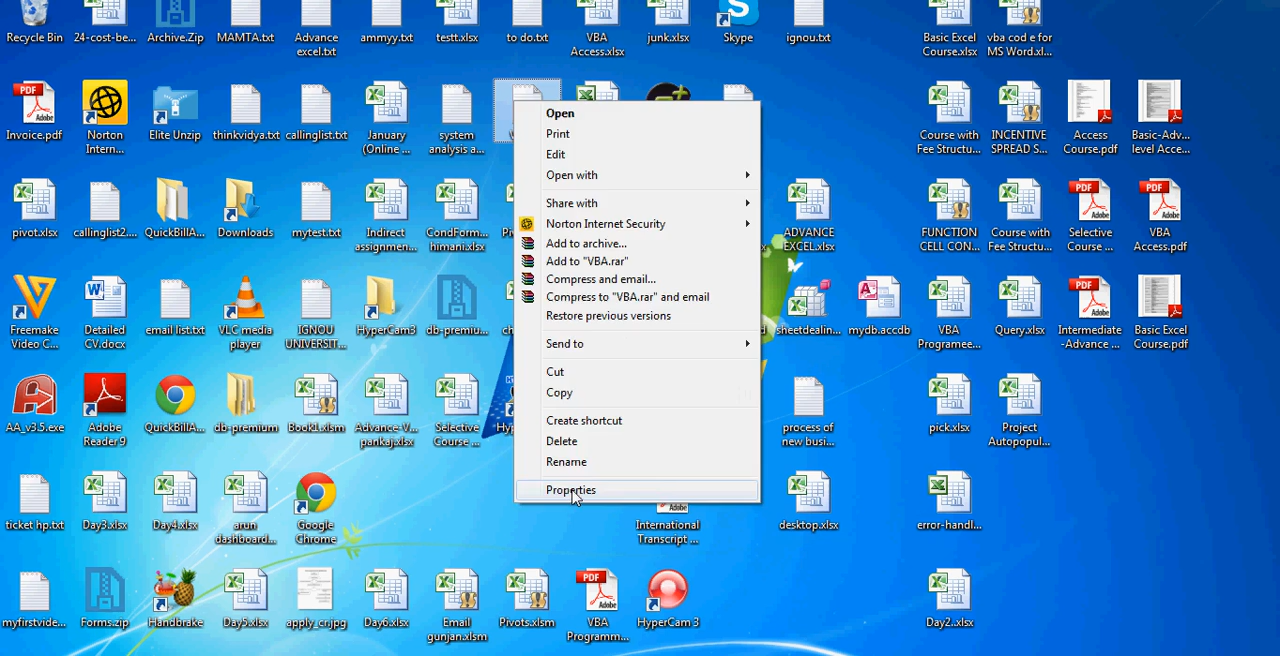 Recycle Bin
24-cost-be...
Archive.Zip
MAMTA.txt
Advance
excel.txt
ammyy.txt
testt.xlsx
to do.txt
VBA
Access.xlsx
junk.xlsx
Skype
ignou.txt
Basic Excel
Course.xlsx
vba cod e for
MS Word.xl...
Invoice.pdf
Norton
Intern...
Elite Unzip
thinkvidya.txt
callinglist.txt
January
(Online ...
system
analysis a...
Course with
Fee Structu...
INCENTIVE
SPREAD S...
Access
Course.pdf
Basic-Adv...
level Acce...
pivot.xlsx
callinglist2....
QuickBillA...
Downloads
mytest.txt
Indirect
assignmen...
CondForm...
himani.xlsx
ADVANCE
EXCEL.xlsx
FUNCTION
CELL CON...
Course with
Fee Structu...
Selective
Course ...
VBA
Access.pdf
Freemake
Video C...
Detailed
CV.docx
email list.txt
VLC media
player
IGNOU
UNIVERSIT...
HyperCam3
db-premiu...
sheetdealin...
mydb.accdb
VBA
Programee...
Query.xlsx
Intermediate
-Advance ...
Basic Excel
Course.pdf
AA_v3.5.exe
Adobe
Reader 9
QuickBillA...
db-premium
Book1.xlsm
Advance-V...
pankaj.xlsx
Selective
Course ...
process of
new busi...
pick.xlsx
Project
Autopopul...
ticket hp.txt
Day3.xlsx
Day4.xlsx
arun
dashboard...
Google
Chrome
International
Transcript ...
desktop.xlsx
error-handl...
myfirstvide...
Forms.zip
Handbrake
Day5.xlsx
apply_cr.jpg
Day6.xlsx
Email
gunjan.xlsm
Pivots.xlsm
VBA
Programm...
HyperCam 3
Day2..xlsx
Open
Print
Edit
Open with
Share with
Norton Internet Security
Add to archive...
Add to "VBA.rar"
Compress and email...
Compress to "VBA.rar" and email
Restore previous versions
Send to
Cut
Copy
Create shortcut
Delete
Rename
Properties